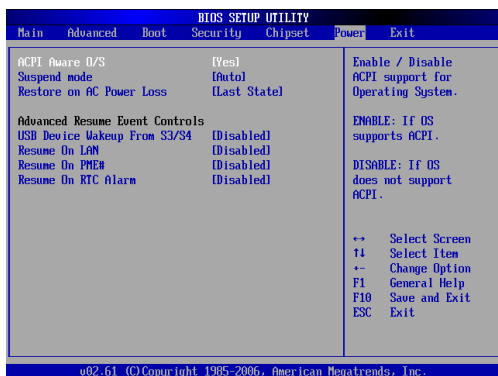 BIOS SETUP UTILITY
Main Advanced Boot Security Chipset Power Exit
ACPI Aware O/S [Yes]
Suspend mode [Auto]
Restore on AC Power Loss [Last State]
Advanced Resume Event Controls
USB Device Wakeup From S3/S4 [Disabled]
Resume On LAN [Disabled]
Resume On PME# [Disabled]
Resume On RTC Alarm [Disabled]
Enable / Disable
ACPI support for
Operating System.
ENABLE: If OS
supports ACPI.
DISABLE: If OS
does not support
ACPI.
↔ Select Screen
↑↓ Select Item
+- Change Option
F1 General Help
F10 Save and Exit
ESC Exit
v02.61 (C)Copyright 1985-2006, American Megatrends, Inc.